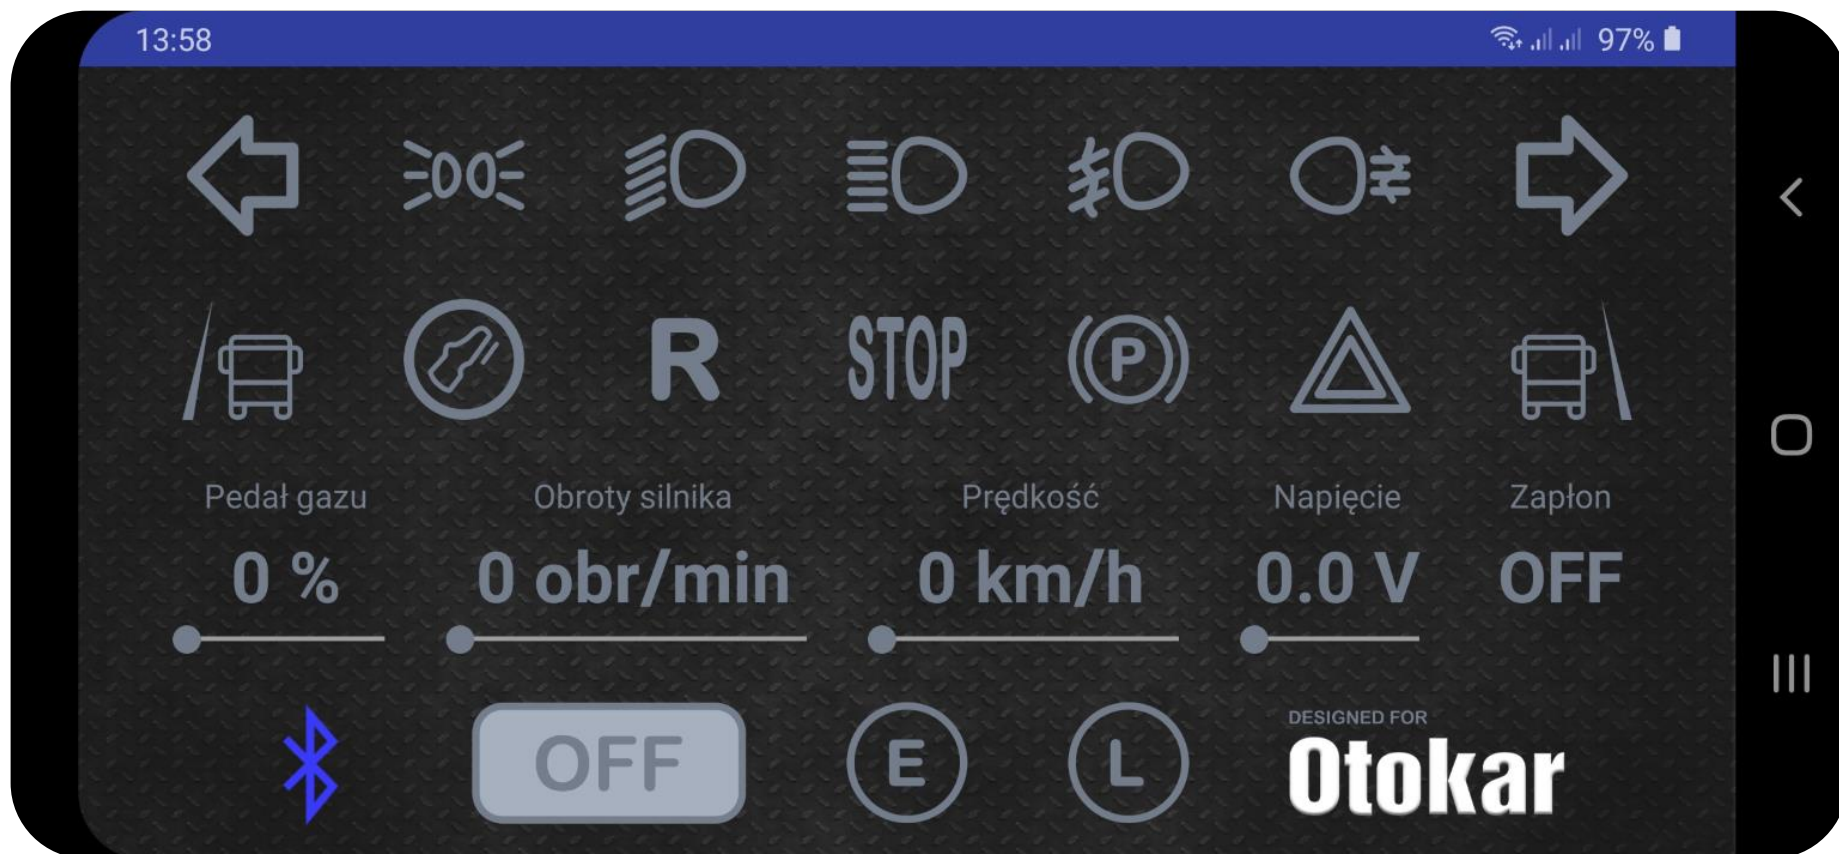 13:58 97%
R STOP P
Pedał gazu Obroty silnika Prędkość Napięcie Zapłon
0 % 0 obr/min 0 km/h 0.0 V OFF
OFF E L DESIGNED FOR
Otokar